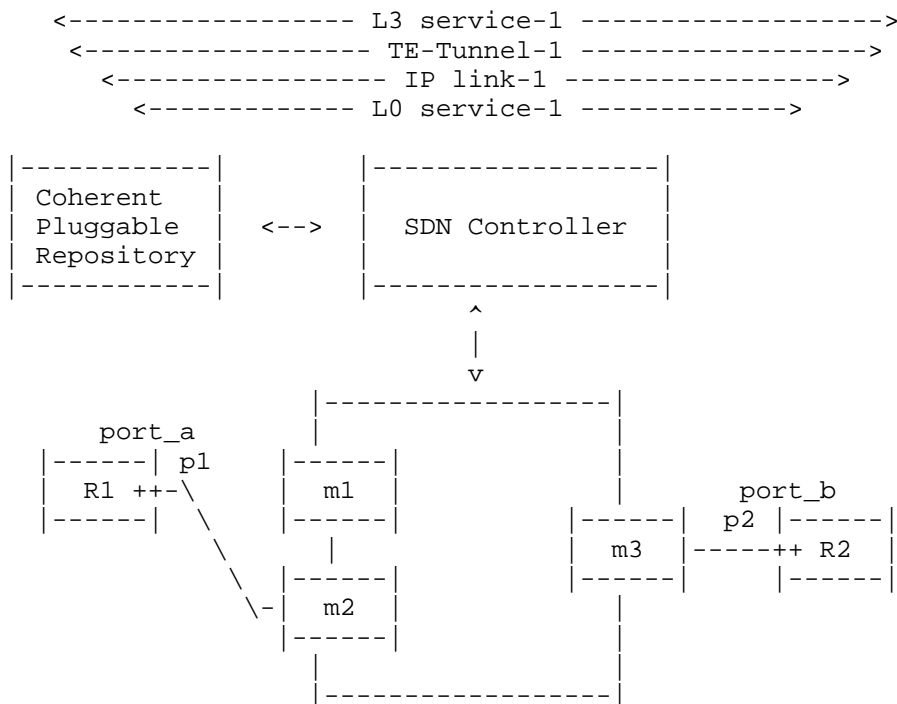 <------------------ L3 service-1 ------------------>
<----------------- TE-Tunnel-1 ----------------->
<--------------- IP link-1 --------------->
<------------- L0 service-1 ------------->
|------------| |------------------|
| Coherent | | |
| Pluggable | <--> | SDN Controller |
| Repository | | |
|------------| |------------------|
^
|
v
|------------------|
port_a | |
|------| p1 |------| |
| R1 ++-\ | m1 | | port_b
|------| \ |------| |------| p2 |------|
\ | | m3 |-----++ R2 |
\ |------| |------| |------|
\-| m2 | |
|------| |
| |
|------------------|